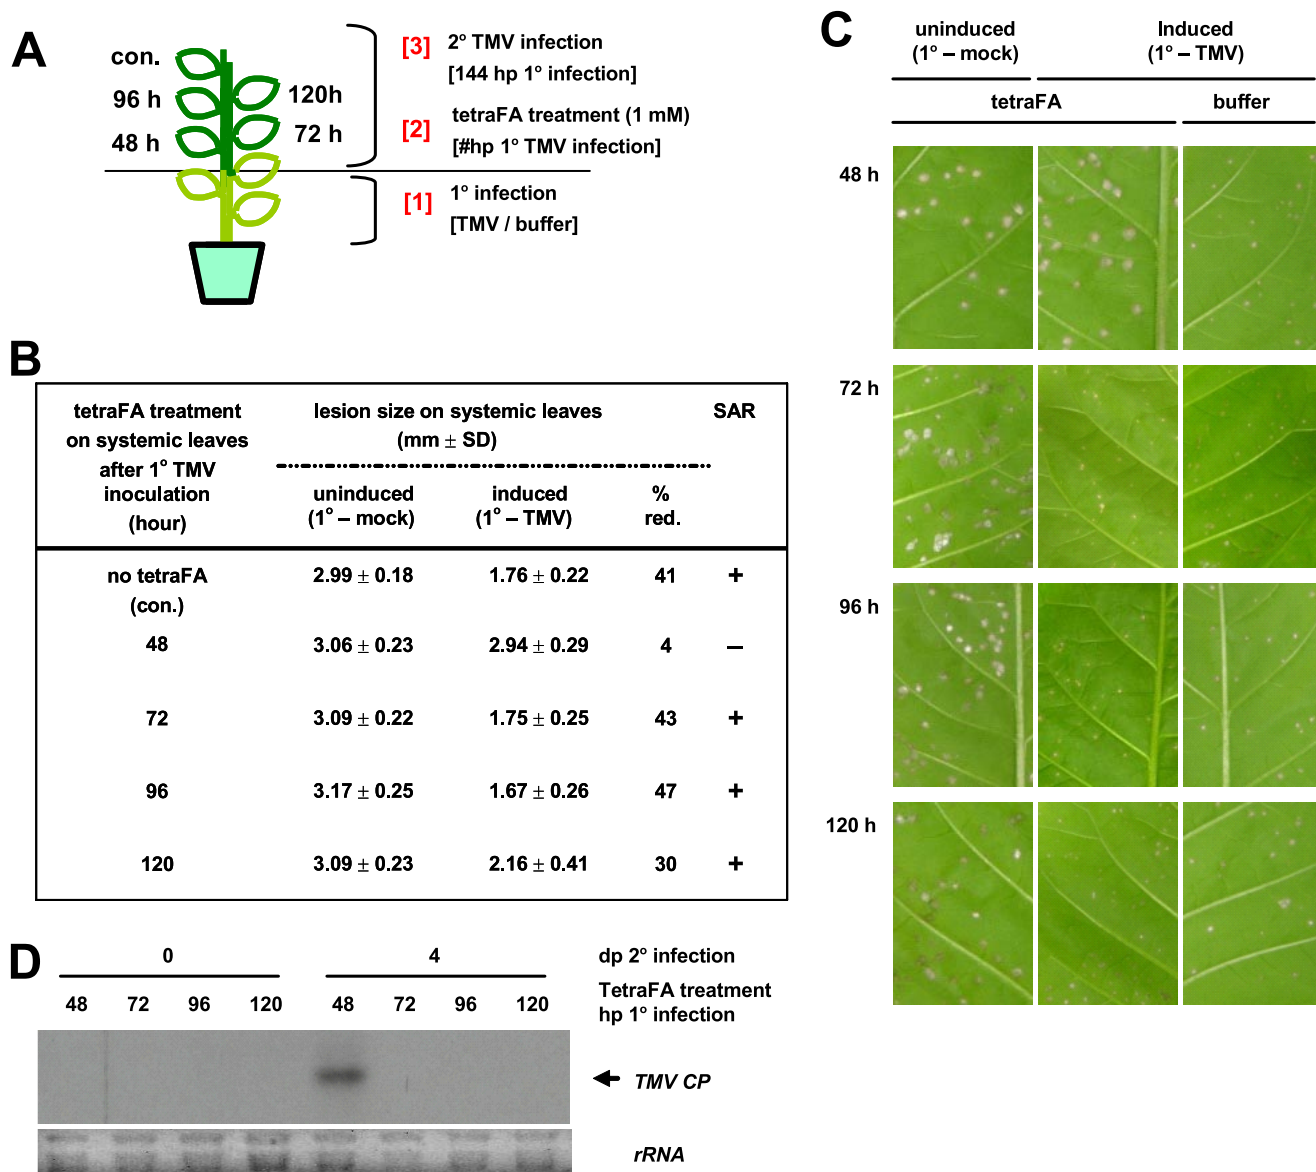 A
con.
96 h
48 h
120h
72 h
[3]
2° TMV infection
[144 hp 1° infection]
[2]
tetraFA treatment (1 mM)
[#hp 1° TMV infection]
[1]
1° infection
[TMV / buffer]
B
tetraFA treatment
on systemic leaves
after 1° TMV
inoculation
(hour)
lesion size on systemic leaves
(mm ± SD)
SAR
uninduced
(1° – mock)
induced
(1° – TMV)
%
red.
no tetraFA
(con.)
2.99 ± 0.18 1.76 ± 0.22 41 +
48 3.06 ± 0.23 2.94 ± 0.29 4 –
72 3.09 ± 0.22 1.75 ± 0.25 43 +
96 3.17 ± 0.25 1.67 ± 0.26 47 +
120 3.09 ± 0.23 2.16 ± 0.41 30 +
C
uninduced
(1° – mock)
Induced
(1° – TMV)
tetraFA
buffer
48 h
72 h
96 h
120 h
D
0 4 dp 2° infection
48 72 96 120 48 72 96 120
TetraFA treatment
hp 1° infection
TMV CP
rRNA